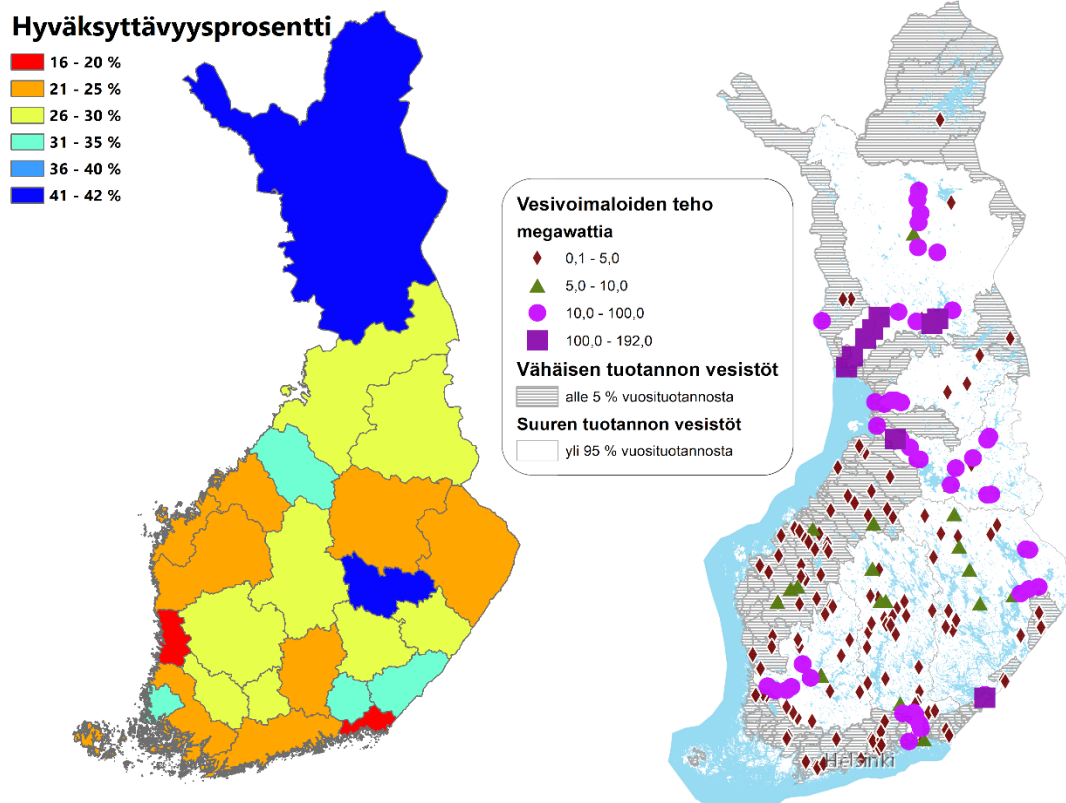 Hyväksyttävyysprosentti
16 - 20 %
21 - 25 %
26 - 30 %
31 - 35 %
36 - 40 %
41 - 42 %
Vesivoimaloiden teho
megawattia
0,1 - 5,0
5,0 - 10,0
10,0 - 100,0
100,0 - 192,0
Vähäisen tuotannon vesistöt
alle 5 % vuosituotannosta
Suuren tuotannon vesistöt
yli 95 % vuosituotannosta
Helsinki